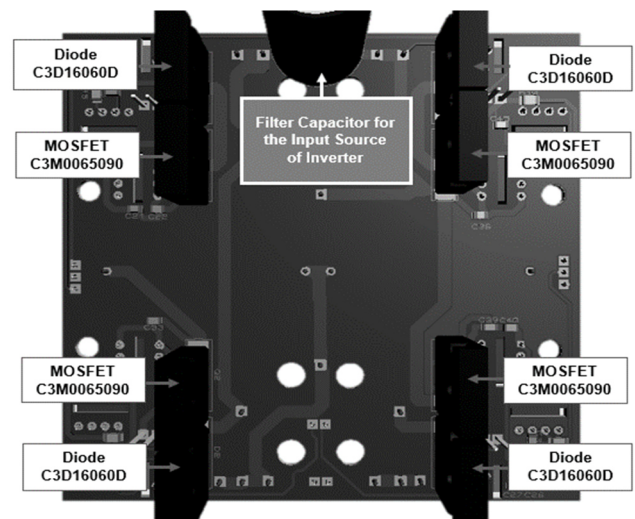 Diode
C3D16060D
Diode
C3D16060D
Filter Capacitor for
the Input Source
of Inverter
MOSFET
C3M0065090
MOSFET
C3M0065090
C36
MOSFET
C3M0065090
MOSFET
C3M0065090
Diode
C3D16060D
Diode
C3D16060D